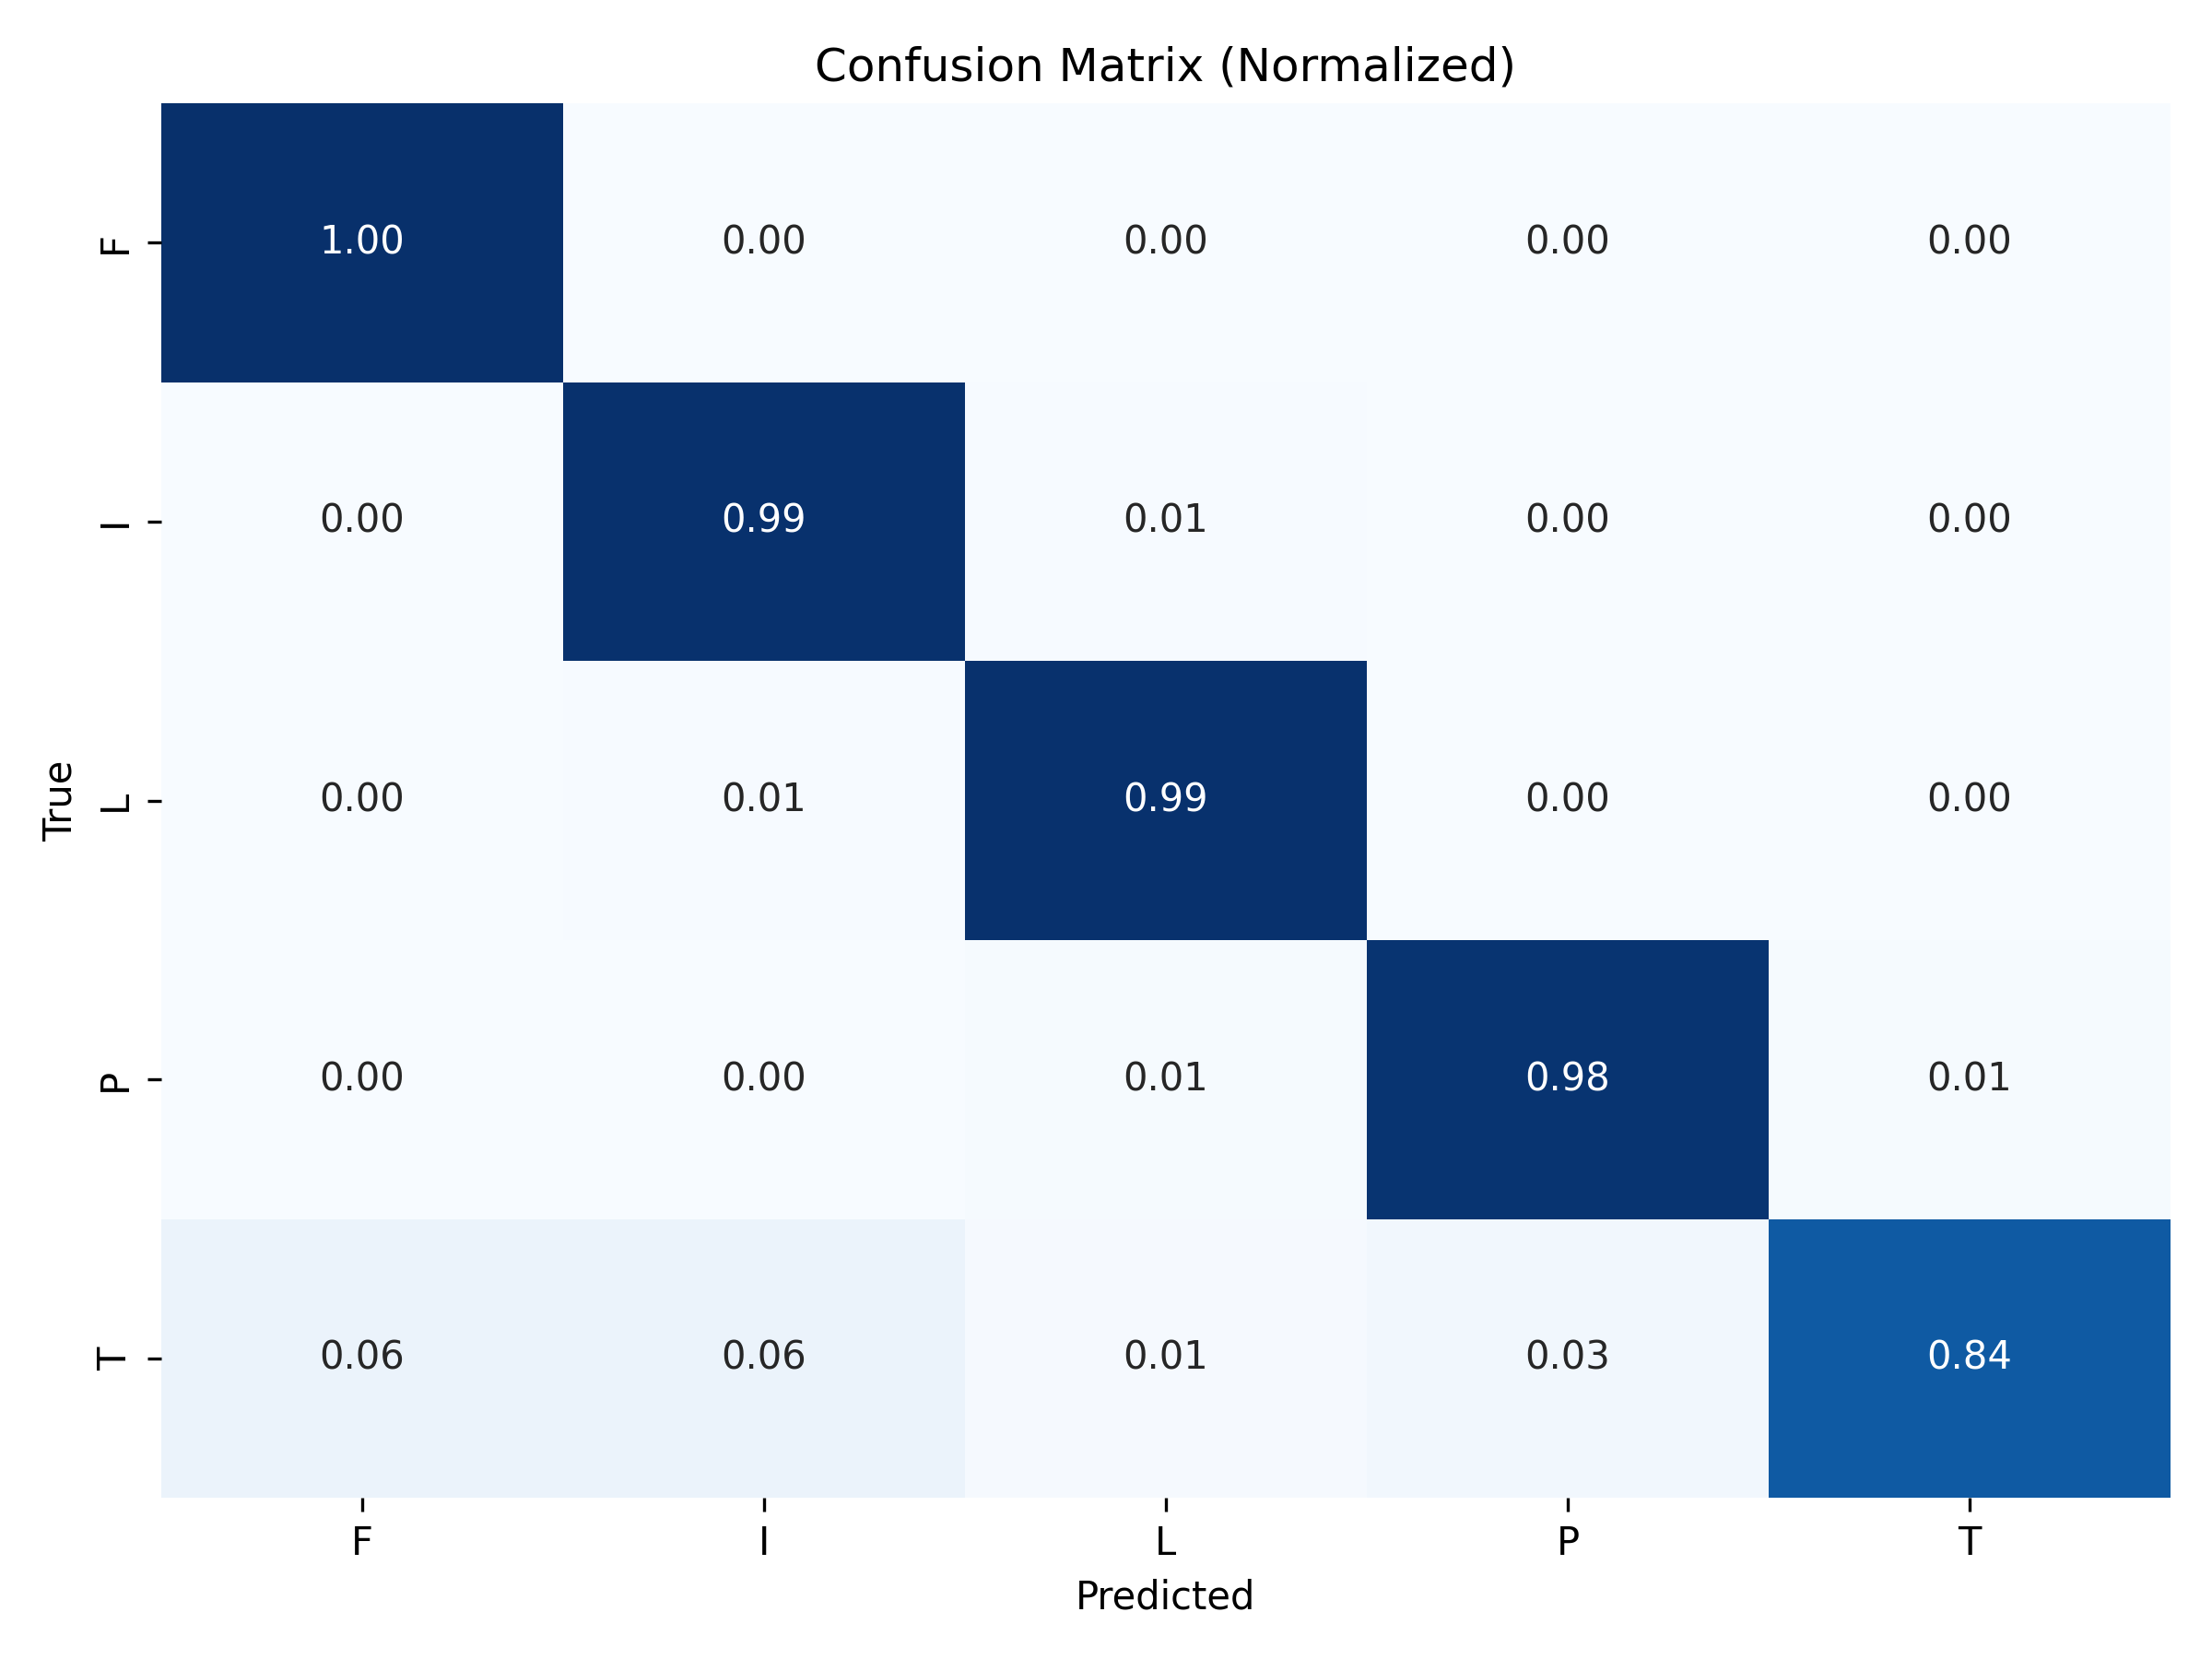 Confusion Matrix (Normalized)
F 1.00 0.00 0.00 0.00 0.00
I 0.00 0.99 0.01 0.00 0.00
L 0.00 0.01 0.99 0.00 0.00
P 0.00 0.00 0.01 0.98 0.01
T 0.06 0.06 0.01 0.03 0.84
True
F I L P T
Predicted